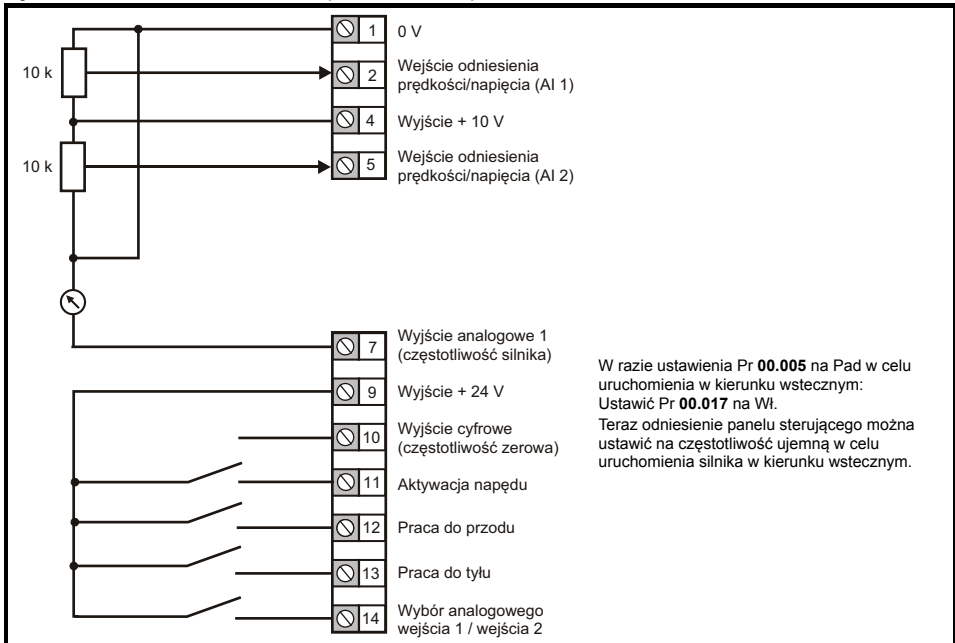 1 0 V
10 k
2 Wejście odniesienia
prędkości/napięcia (AI 1)
4 Wyjście + 10 V
10 k
5 Wejście odniesienia
prędkości/napięcia (AI 2)
7 Wyjście analogowe 1
(częstotliwość silnika)
9 Wyjście + 24 V
10 Wyjście cyfrowe
(częstotliwość zerowa)
11 Aktywacja napędu
12 Praca do przodu
13 Praca do tyłu
14 Wybór analogowego
wejścia 1 / wejścia 2
W razie ustawienia Pr 00.005 na Pad w celu
uruchomienia w kierunku wstecznym:
Ustawić Pr 00.017 na Wł.
Teraz odniesienie panelu sterującego można
ustawić na częstotliwość ujemną w celu
uruchomienia silnika w kierunku wstecznym.